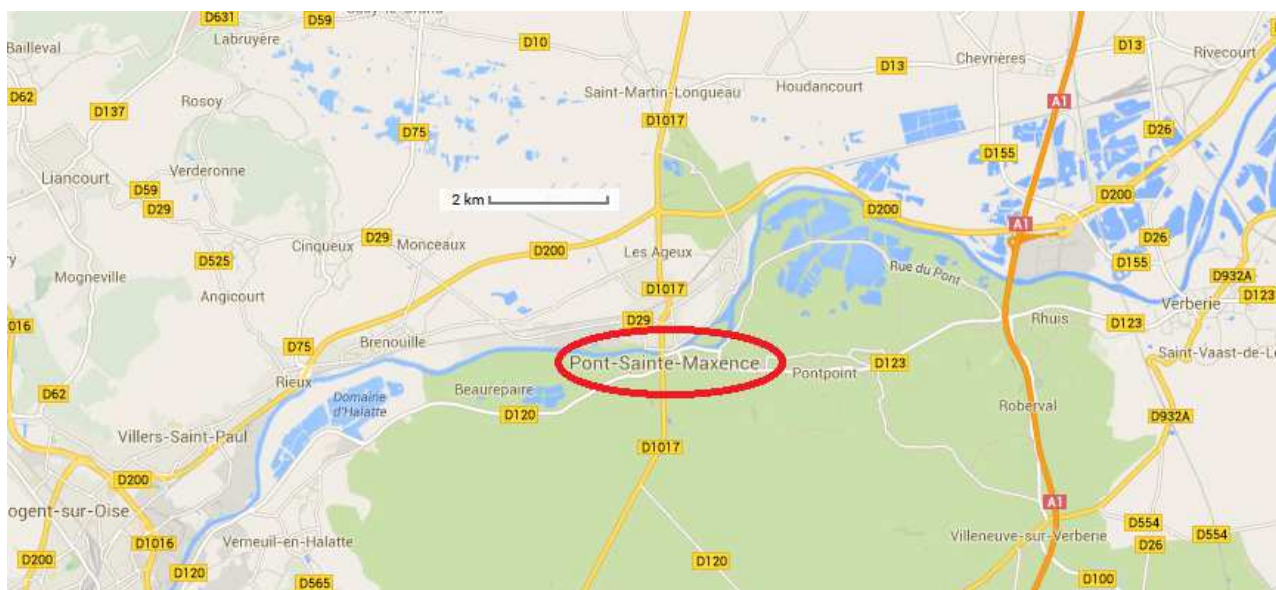 D631
D59
Labruyère
D10
Bailleval
D13
Chevrières
D13
Rivecourt
D62
Rosoy
D137
Saint-Martin-Longueau
Houdancourt
A1
D75
D1017
D26
Verderonne
D155
Liancourt
D59
D29
2 km
D200
D200
A1
D26
Cinqueux
D29
Monceaux
D200
Les Ageux
D525
Rue du Pont
D155
Mogneville
D932A
D123
Angicourt
D1017
Verberie
D29
Rhuis
D123
1016
D75
Brenouille
Pont-Sainte-Maxence
Pontpoint
D123
Saint-Vaast-de-L
Rieux
Beaurepaire
D62
Domaine
d'Halatte
D120
Roberval
D932A
Villers-Saint-Paul
D1017
D200
A1
ogent-sur-Oise
D554
D554
D1016
Verneuil-en-Halatte
Villeneuve-sur-Verberie
D26
D200
D120
D565
D120
D100